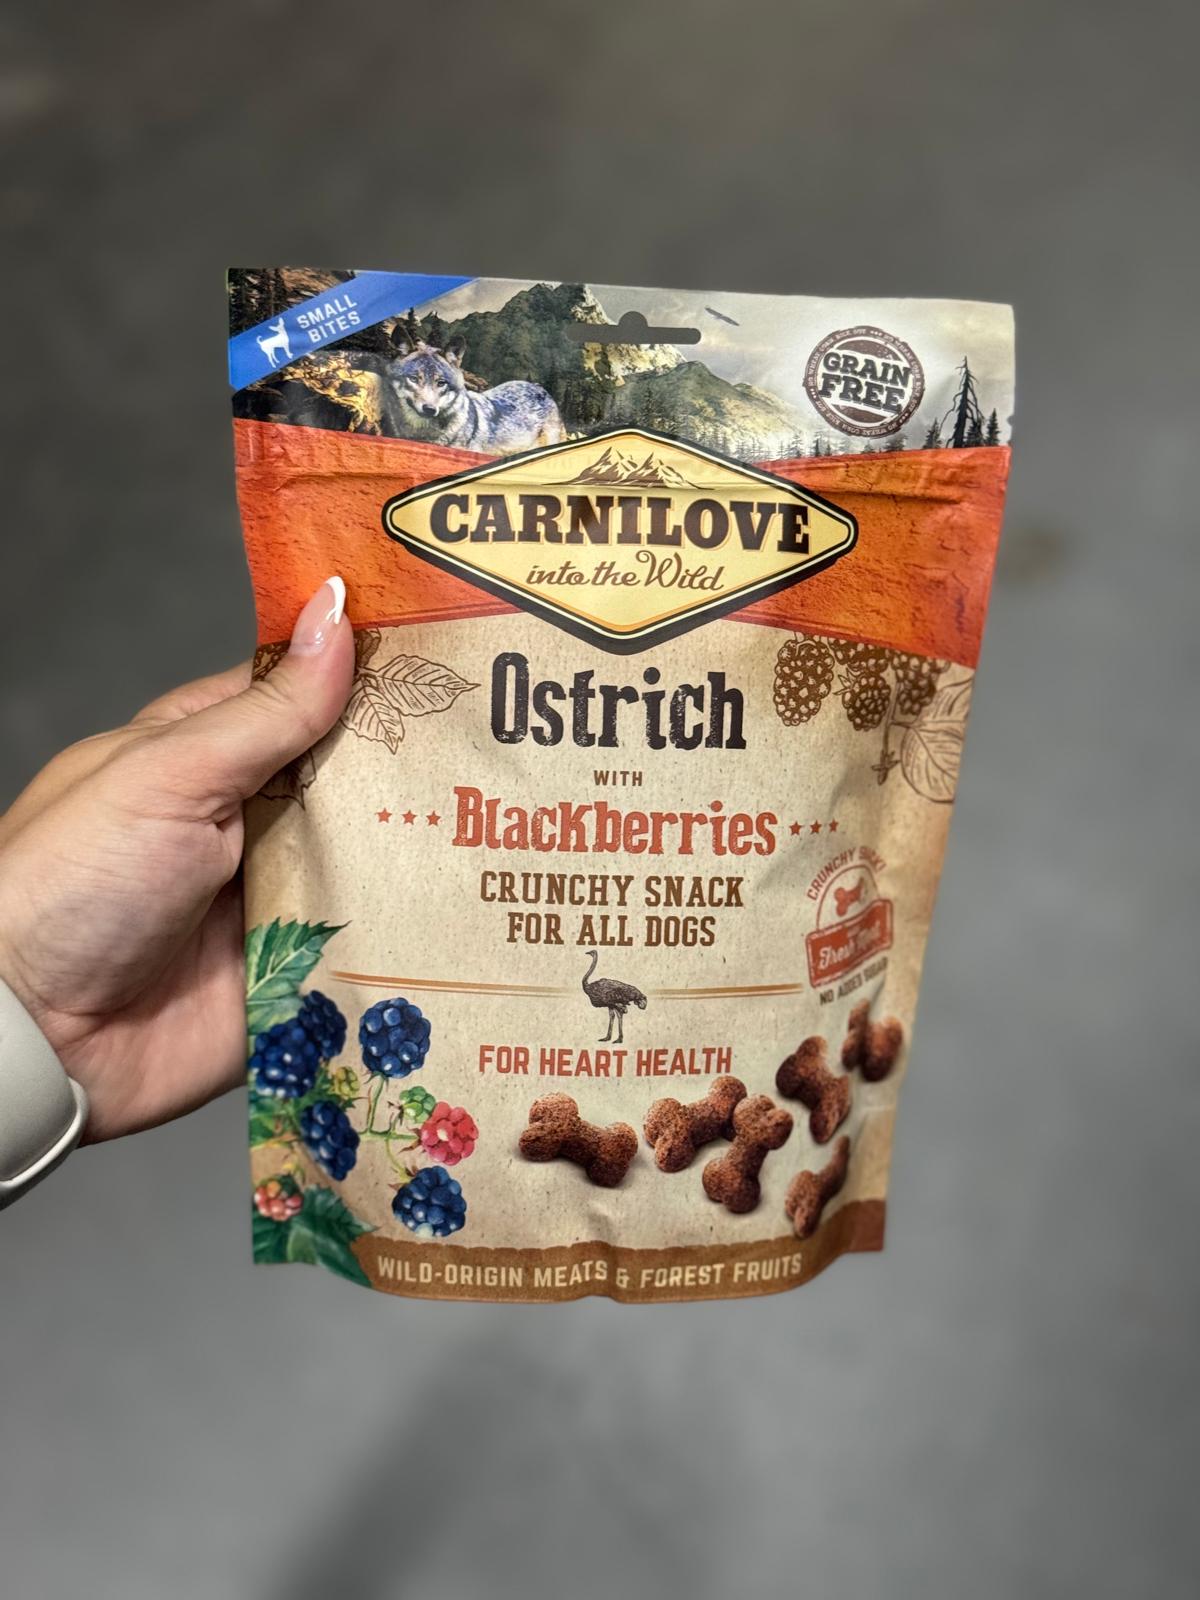 SMALL
BITES
GRAIN
FREE
CARNILOVE
into the Wild
Ostrich
WITH
Blackberries
CRUNCHY SNACK
FOR ALL DOGS
CRUNCHY SNACK!
Fresh Meat
NO ADDED SUGAR
FOR HEART HEALTH
WILD-ORIGIN MEATS & FOREST FRUITS